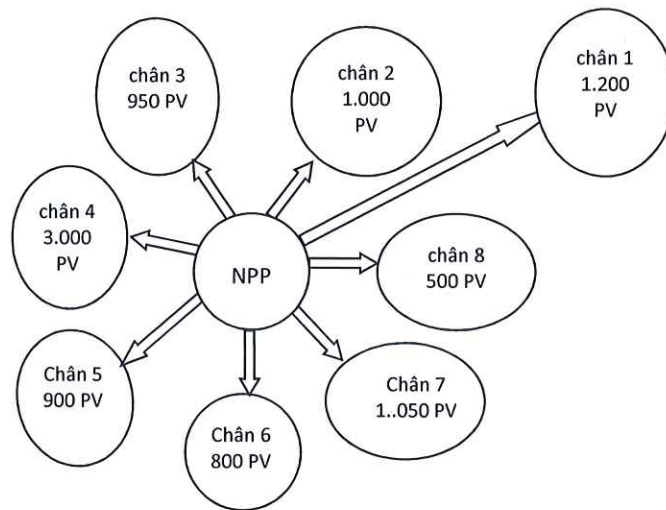 chân 3
950 PV
chân 2
1.000
PV
chân 1
1.200
PV
chân 4
3.000
PV
NPP
chân 8
500 PV
Chân 5
900 PV
Chân 6
800 PV
Chân 7
1..050 PV